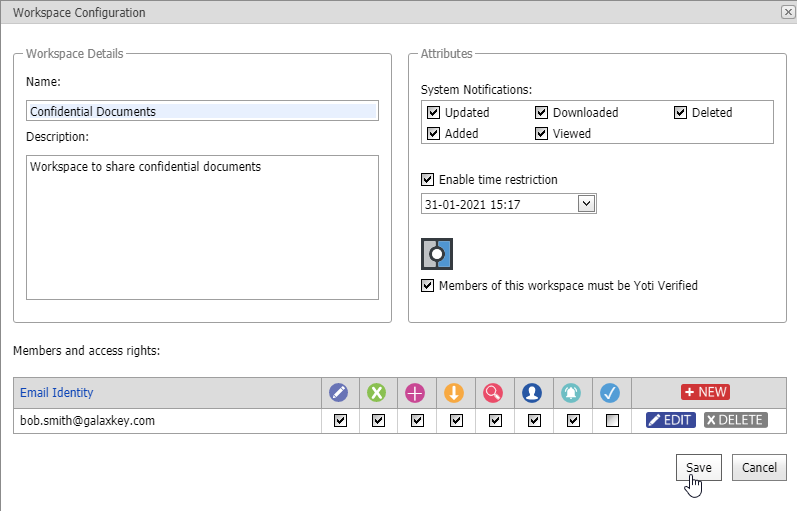 Workspace Configuration
Workspace Details
Name:
Confidential Documents
Description:
Workspace to share confidential documents
Attributes
System Notifications:
Updated Downloaded Deleted
Added Viewed
Enable time restriction
31-01-2021 15:17
Members of this workspace must be Yoti Verified
Members and access rights:
Email Identity + NEW
bob.smith@galaxkey.com EDIT X DELETE
Save Cancel